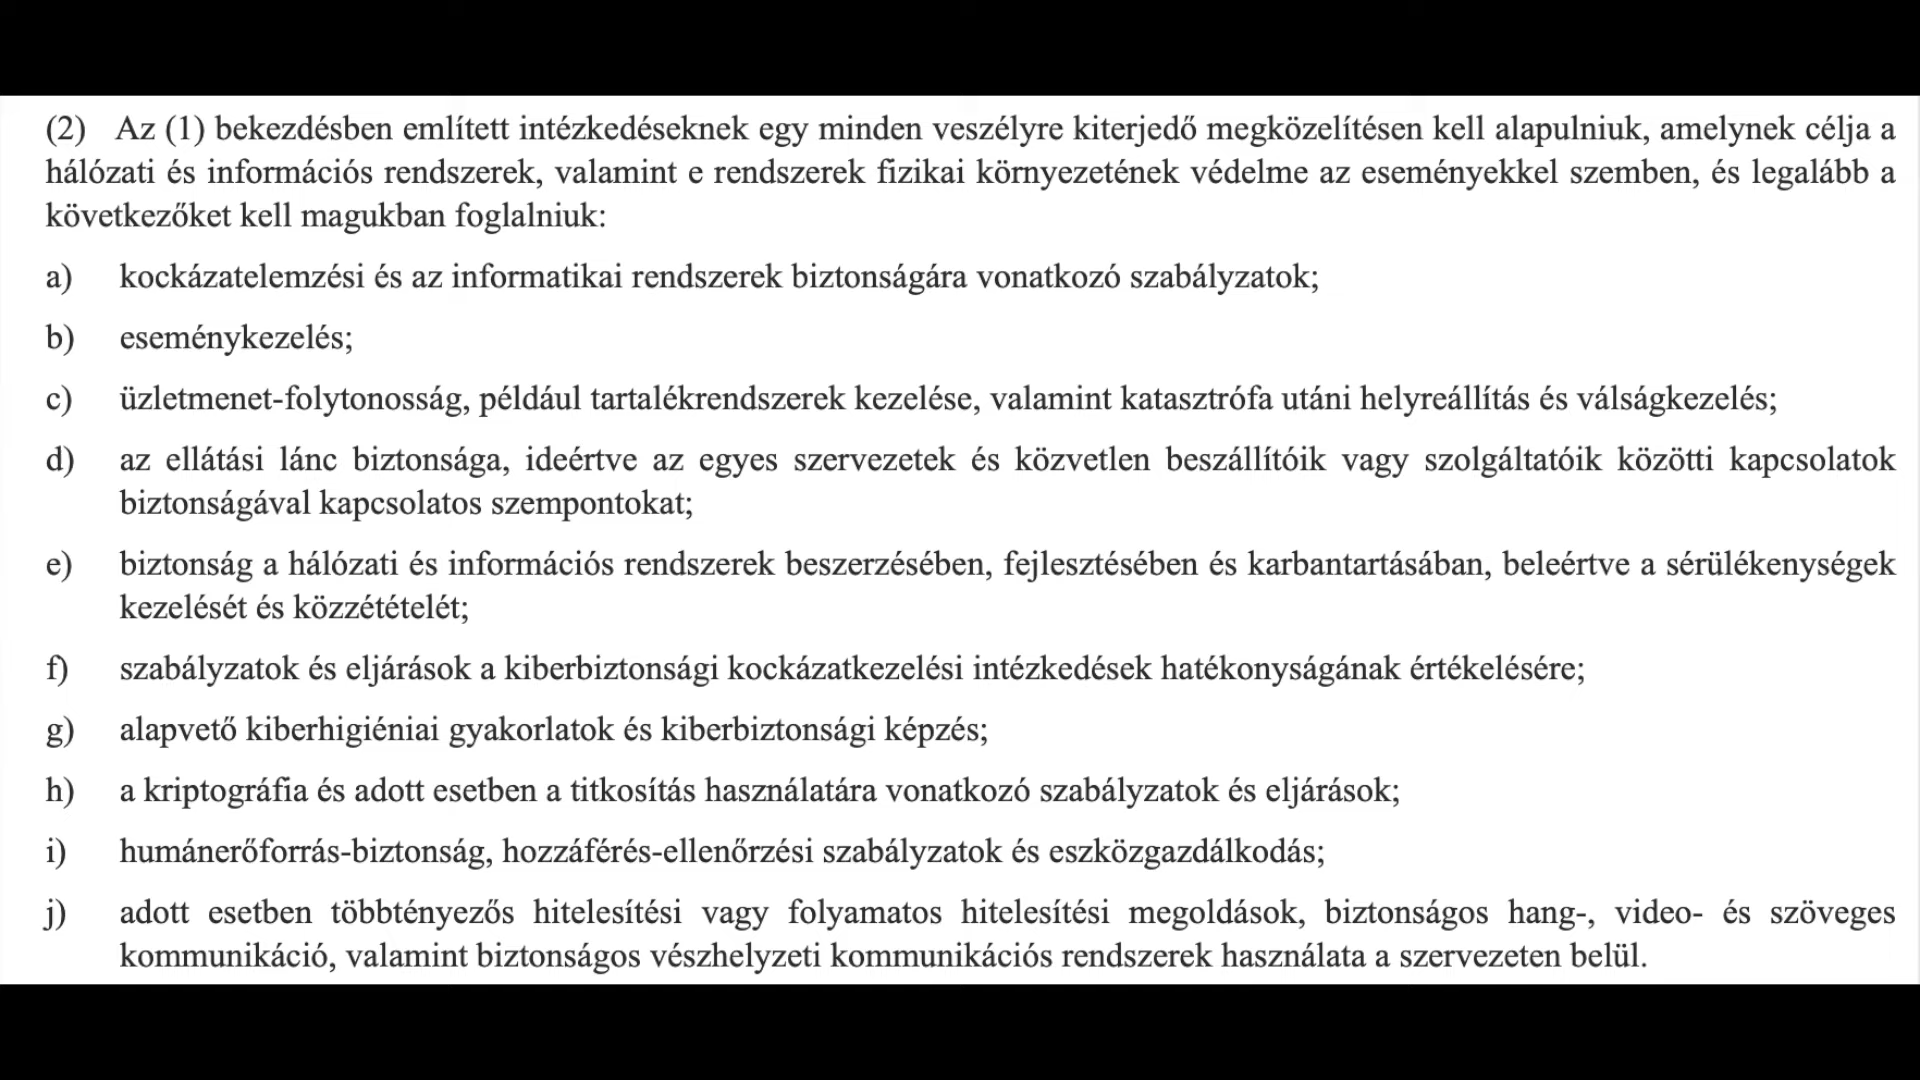 (2) Az (1) bekezdésben említett intézkedéseknek egy minden veszélyre kiterjedő megközelítésen kell alapulniuk, amelynek célja a
hálózati és információs rendszerek, valamint e rendszerek fizikai környezetének védelme az eseményekkel szemben, és legalább a
következőket kell magukban foglalniuk:
a) kockázatelemzési és az informatikai rendszerek biztonságára vonatkozó szabályzatok;
b) eseménykezelés;
c) üzletmenet-folytonosság, például tartalékrendszerek kezelése, valamint katasztrófa utáni helyreállítás és válságkezelés;
d) az ellátási lánc biztonsága, ideértve az egyes szervezetek és közvetlen beszállítóik vagy szolgáltatóik közötti kapcsolatok
biztonságával kapcsolatos szempontokat;
e) biztonság a hálózati és információs rendszerek beszerzésében, fejlesztésében és karbantartásában, beleértve a sérülékenységek
kezelését és közzétételét;
f) szabályzatok és eljárások a kiberbiztonsági kockázatkezelési intézkedések hatékonyságának értékelésére;
g) alapvető kiberhigiéniai gyakorlatok és kiberbiztonsági képzés;
h) a kriptográfia és adott esetben a titkosítás használatára vonatkozó szabályzatok és eljárások;
i) humánerőforrás-biztonság, hozzáférés-ellenőrzési szabályzatok és eszközgazdálkodás;
j) adott esetben többtényezős hitelesítési vagy folyamatos hitelesítési megoldások, biztonságos hang-, video- és szöveges
kommunikáció, valamint biztonságos vészhelyzeti kommunikációs rendszerek használata a szervezeten belül.